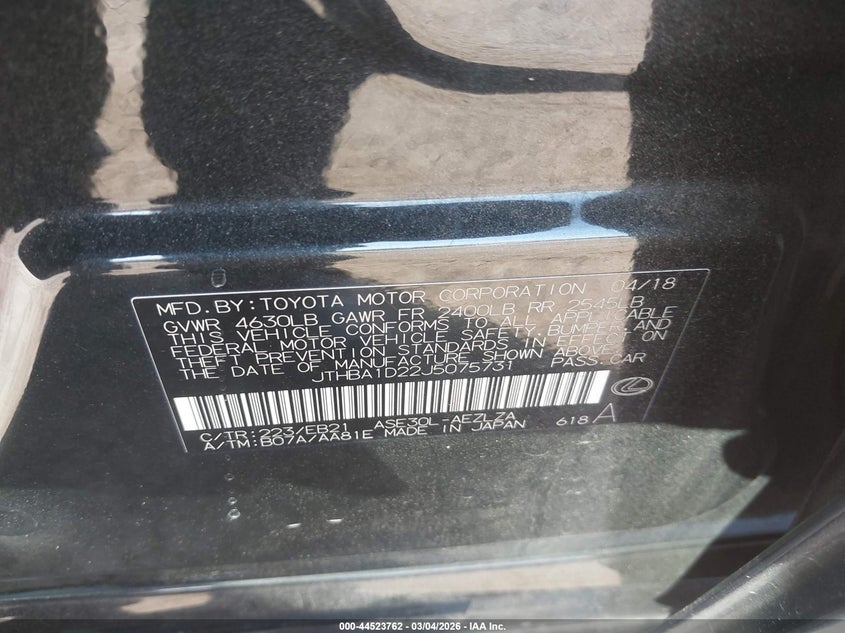 MFD. BY: TOYOTA MOTOR CORPORATION 04/18
GVWR 4630LB GAWR FR 2400LB RR 2545LB
THIS VEHICLE CONFORMS TO ALL APPLICABLE
FEDERAL MOTOR VEHICLE SAFETY, BUMPER, AND
THEFT PREVENTION STANDARDS IN EFFECT ON
THE DATE OF MANUFACTURE SHOWN ABOVE.
JTHBA1D22J5075731 PASS. CAR
C/TR: 223/EB21 ASE30L-AEZLZA
A/TM: B07A/AA81E MADE IN JAPAN 618 A
000-44523762 - 03/04/2026 - IAA Inc.